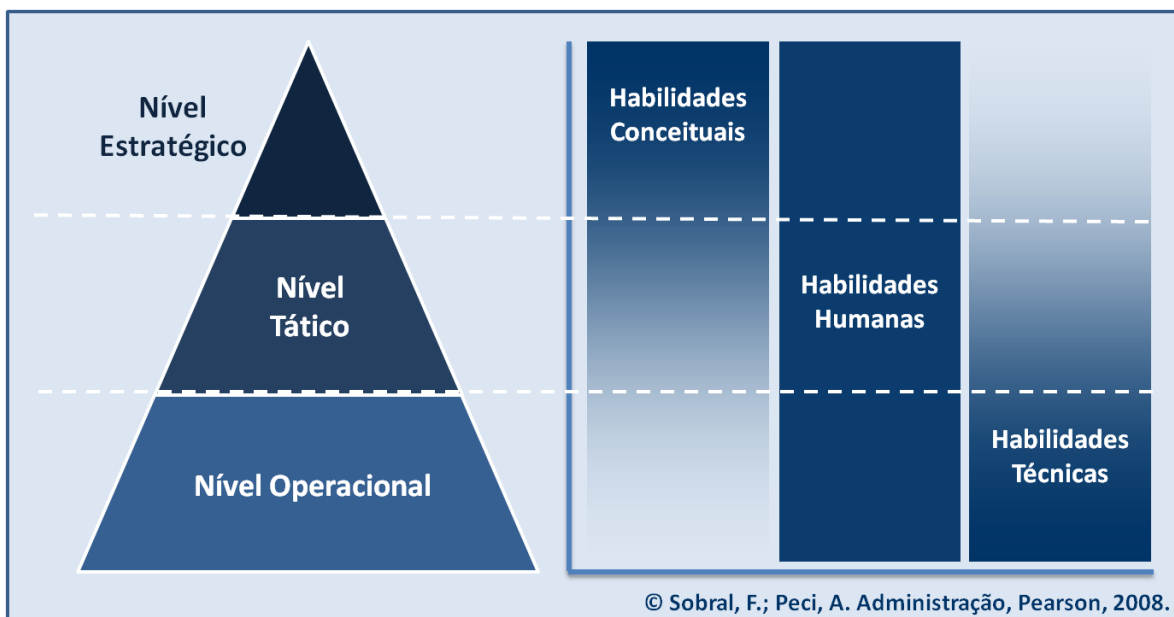 Nível
Estratégico
Nível
Tático
Nível Operacional
Habilidades
Conceituais
Habilidades
Humanas
Habilidades
Técnicas
© Sobral, F.; Peci, A. Administração, Pearson, 2008.